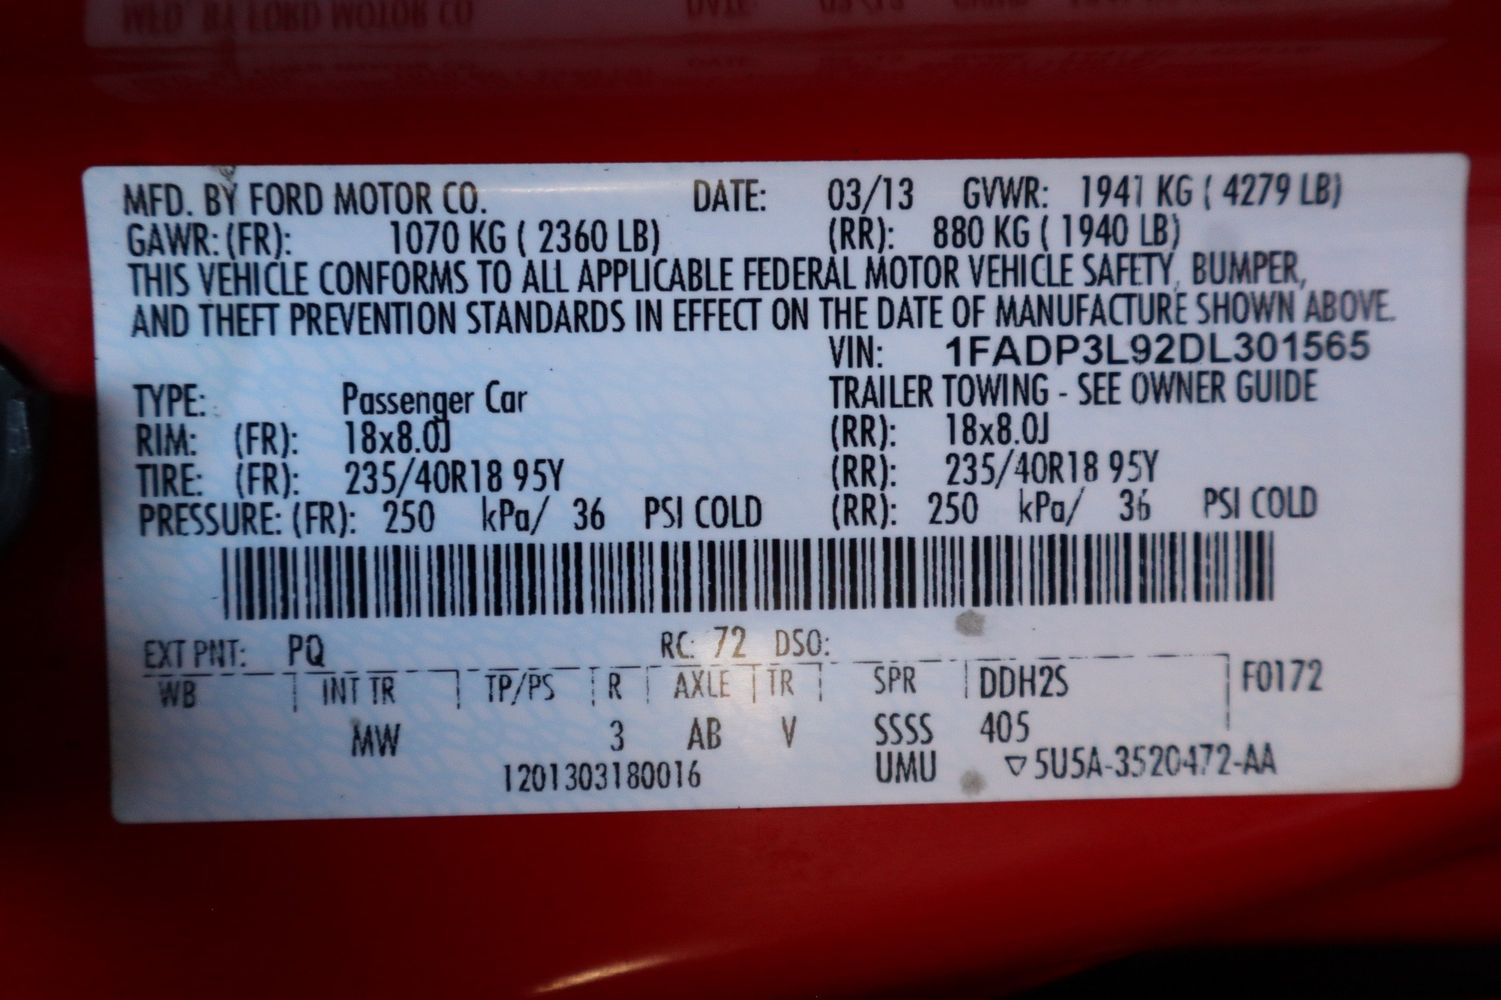 MFD. BY FORD MOTOR CO. DATE: 03/13 GVWR: 1941 KG ( 4279 LB)
GAWR: (FR): 1070 KG ( 2360 LB) (RR): 880 KG ( 1940 LB)
THIS VEHICLE CONFORMS TO ALL APPLICABLE FEDERAL MOTOR VEHICLE SAFETY, BUMPER,
AND THEFT PREVENTION STANDARDS IN EFFECT ON THE DATE OF MANUFACTURE SHOWN ABOVE.
VIN: 1FADP3L92DL301565
TYPE: Passenger Car TRAILER TOWING - SEE OWNER GUIDE
RIM: (FR): 18x8.0J (RR): 18x8.0J
TIRE: (FR): 235/40R18 95Y (RR): 235/40R18 95Y
PRESSURE: (FR): 250 kPa/ 36 PSI COLD (RR): 250 kPa/ 36 PSI COLD
EXT PNT: PQ RC: 72 DSO:
WB INT TR TP/PS R AXLE TR SPR DDH2S F0172
MW 3 AB V SSSS 405
1201303180016 UMU ▽5U5A-3520472-AA